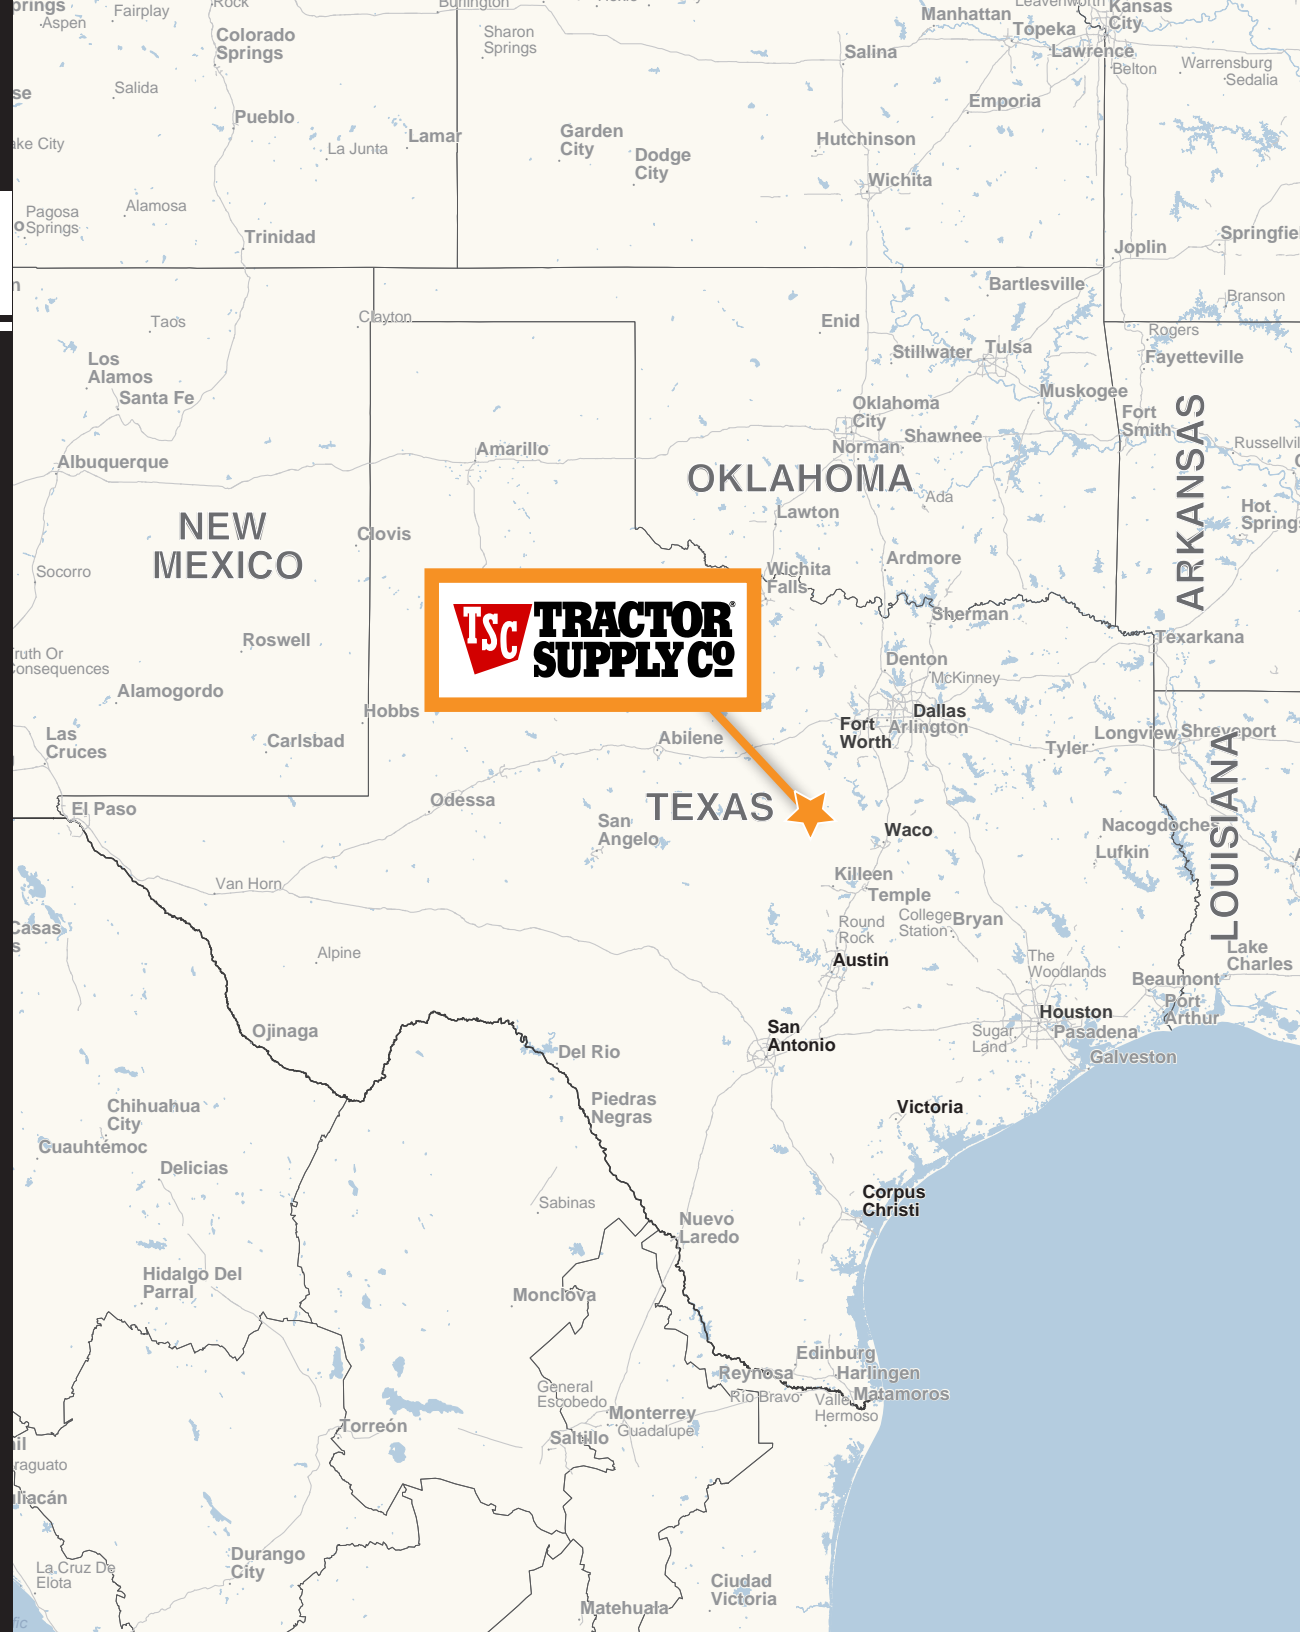 Aspen
Fairplay
Colorado
Springs
Sharon
Springs
Manhattan
Topeka
Kansas
City
Salina
Lawrence
Belton
Warrensburg
Sedalia
Salida
Pueblo
Emporia
Lamar
La Junta
Garden
City
Dodge
City
Hutchinson
Wichita
Pagosa
Springs
Alamosa
Trinidad
Joplin
Bartlesville
Branson
Taos
Clayton
Enid
Rogers
Stillwater
Tulsa
Fayetteville
Los
Alamos
Santa Fe
Muskogee
Oklahoma
City
Fort
Smith
Shawnee
Norman
Amarillo
Albuquerque
OKLAHOMA
ARKANSAS
Ada
Lawton
Hot
NEW
MEXICO
Clovis
Socorro
Wichita
Falls
Ardmore
Sherman
TSC TRACTOR®
SUPPLY CO
Texarkana
Roswell
Denton
McKinney
Alamogordo
Hobbs
Dallas
Fort
Worth
Arlington
Las
Cruces
Carlsbad
Abilene
Tyler
Longview
Shreveport
El Paso
Odessa
TEXAS
San
Angelo
Waco
Nacogdoches
Lufkin
LOUISIANA
Van Horn
Killeen
Temple
Round
Rock
College
Station
Bryan
Alpine
Austin
The
Woodlands
Lake
Charles
Beaumont
Port
Arthur
Houston
Pasadena
Sugar
Land
Galveston
San
Antonio
Ojinaga
Del Rio
Piedras
Negras
Victoria
Chihuahua
City
Cuauhtémoc
Delicias
Sabinas
Corpus
Christi
Nuevo
Laredo
Hidalgo Del
Parral
Monclova
Edinburg
Reynosa
Harlingen
Rio Bravo
Matamoros
Valle
Hermoso
General
Escobedo
Monterrey
Guadalupe
Saltillo
Torreón
Durango
City
La Cruz De
Elota
Ciudad
Victoria
Matehuala